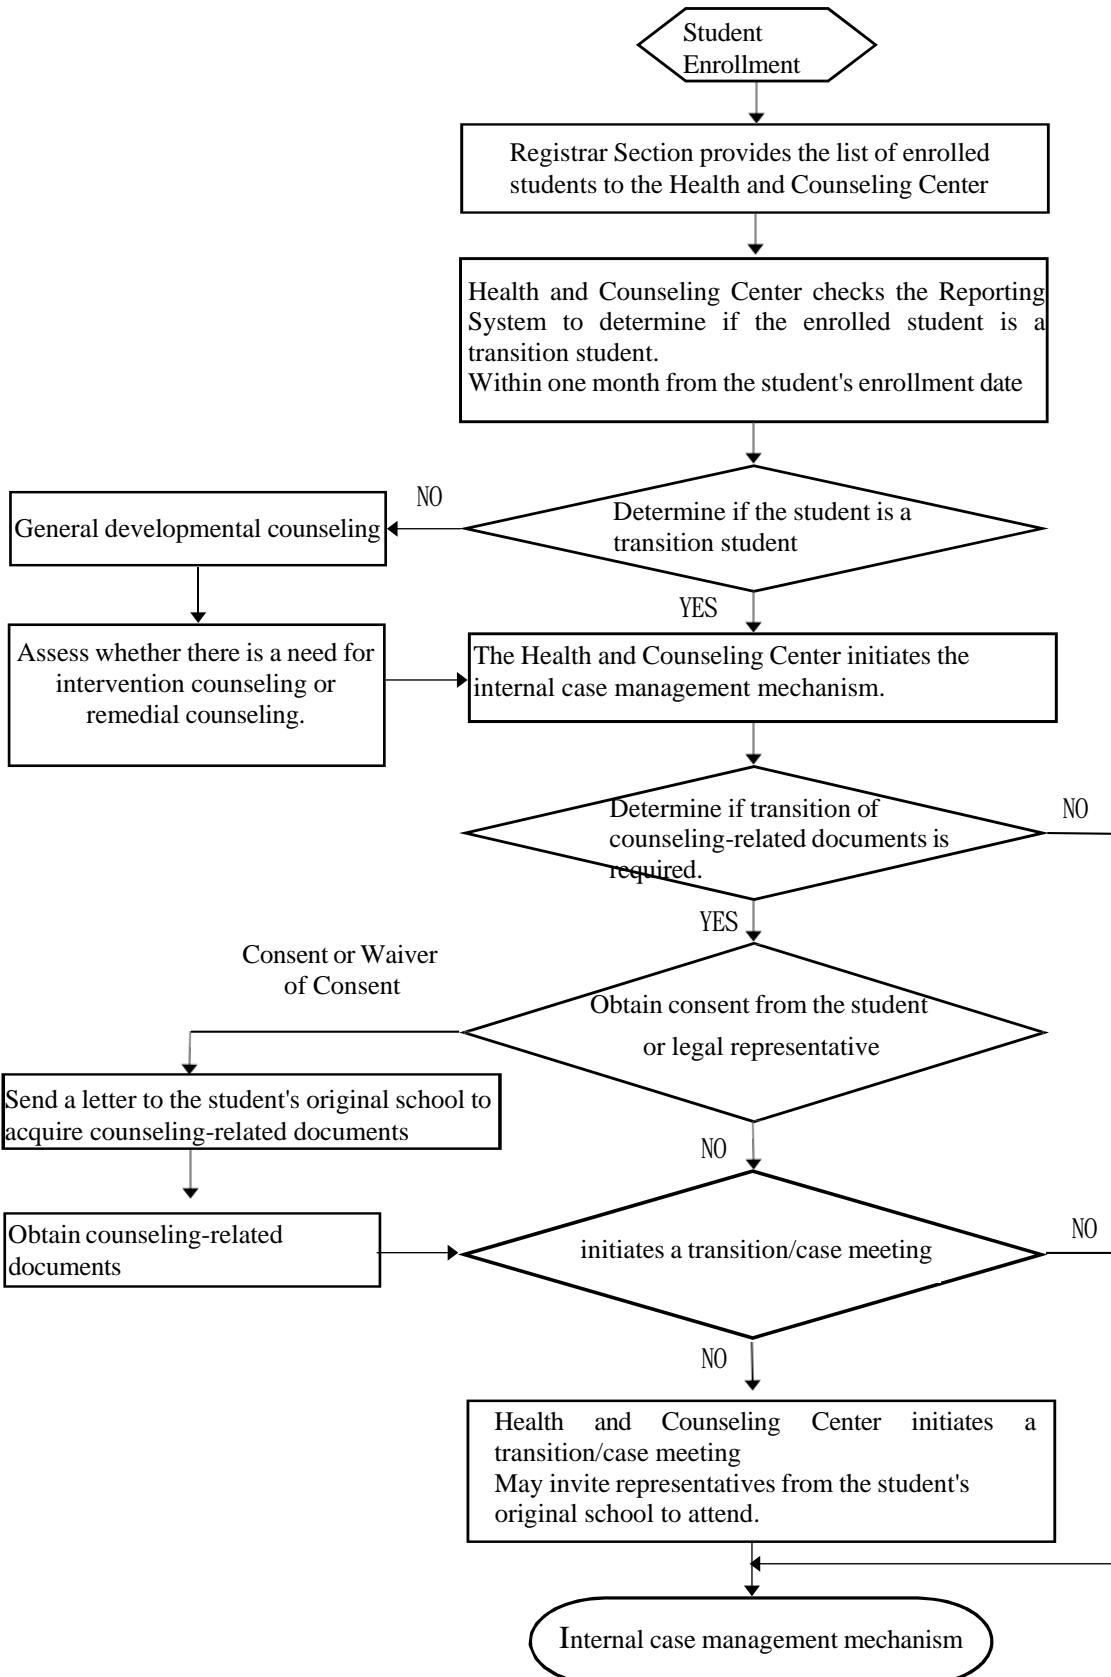 Student
Enrollment
Registrar Section provides the list of enrolled
students to the Health and Counseling Center
Health and Counseling Center checks the Reporting
System to determine if the enrolled student is a
transition student.
Within one month from the student's enrollment date
NO
General developmental counseling
Determine if the student is a
transition student
YES
Assess whether there is a need for
intervention counseling or
remedial counseling.
The Health and Counseling Center initiates the
internal case management mechanism.
Determine if transition of
counseling-related documents is
required.
NO
YES
Consent or Waiver
of Consent
Obtain consent from the student
or legal representative
Send a letter to the student's original school to
acquire counseling-related documents
NO
Obtain counseling-related
documents
initiates a transition/case meeting
NO
NO
Health and Counseling Center initiates a
transition/case meeting
May invite representatives from the student's
original school to attend.
Internal case management mechanism